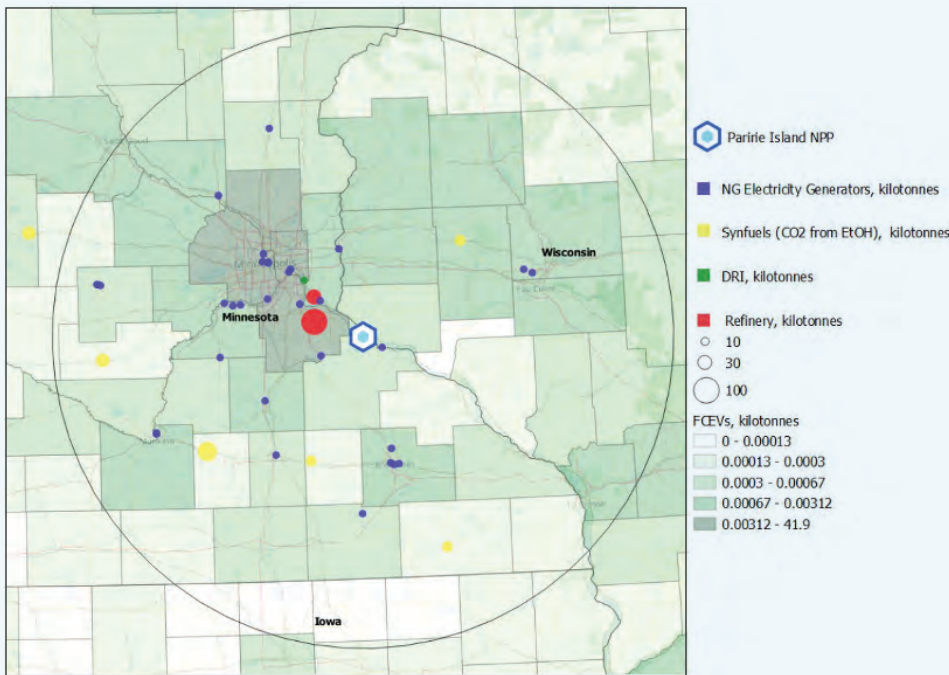 Minnesota
Wisconsin
Iowa
Paririe Island NPP
NG Electricity Generators, kilotonnes
Synfuels (CO2 from EtOH), kilotonnes
DRI, kilotonnes
Refinery, kilotonnes
10
30
100
FCEVs, kilotonnes
0 - 0.00013
0.00013 - 0.0003
0.0003 - 0.00067
0.00067 - 0.00312
0.00312 - 41.9